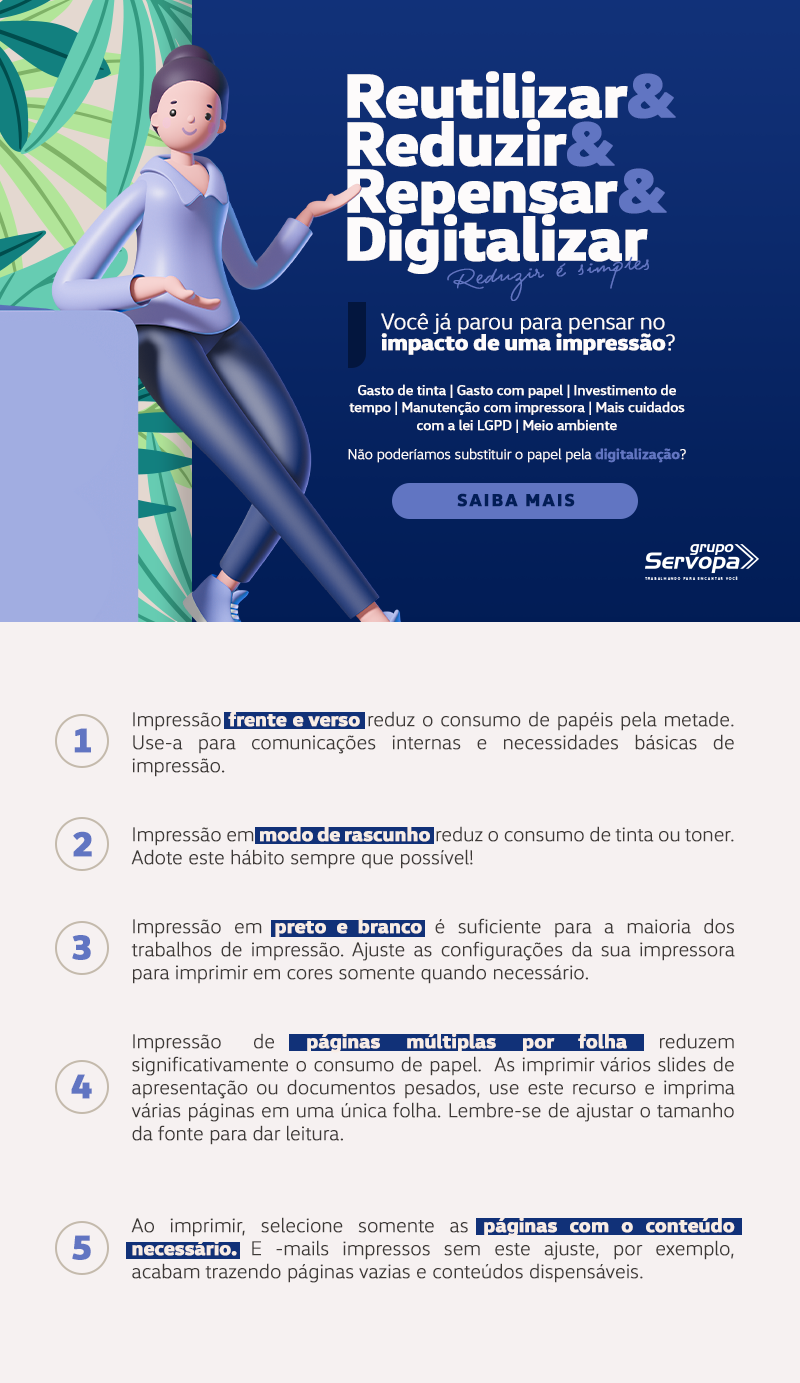 Reutilizar&
Reduzir&
Repensar&
Digitalizar
Reduzir é simples
Você já parou para pensar no
impacto de uma impressão?
Gasto de tinta | Gasto com papel | Investimento de
tempo | Manutenção com impressora | Mais cuidados
com a lei LGPD | Meio ambiente
Não poderíamos substituir o papel pela digitalização?
SAIBA MAIS
grupo
Servopa
TRABALHANDO PARA ENCANTAR VOCÊ
1
Impressão frente e verso reduz o consumo de papéis pela metade.
Use-a para comunicações internas e necessidades básicas de
impressão.
2
Impressão em modo de rascunho reduz o consumo de tinta ou toner.
Adote este hábito sempre que possível!
3
Impressão em preto e branco é suficiente para a maioria dos
trabalhos de impressão. Ajuste as configurações da sua impressora
para imprimir em cores somente quando necessário.
4
Impressão de páginas múltiplas por folha reduzem
significativamente o consumo de papel. As imprimir vários slides de
apresentação ou documentos pesados, use este recurso e imprima
várias páginas em uma única folha. Lembre-se de ajustar o tamanho
da fonte para dar leitura.
5
Ao imprimir, selecione somente as páginas com o conteúdo
necessário. E -mails impressos sem este ajuste, por exemplo,
acabam trazendo páginas vazias e conteúdos dispensáveis.